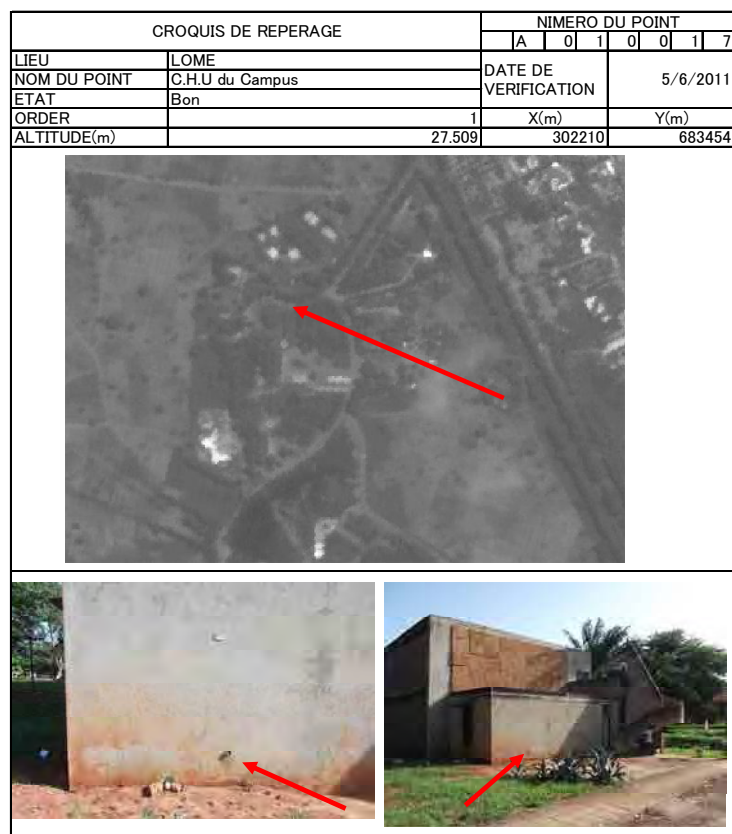 CROQUIS DE REPERAGE
NIMERO DU POINT
A 0 1 0 0 1 7
LIEU LOME
NOM DU POINT C.H.U du Campus
ETAT Bon
DATE DE VERIFICATION 5/6/2011
ORDER 1 X(m) Y(m)
ALTITUDE(m) 27.509 302210 683454